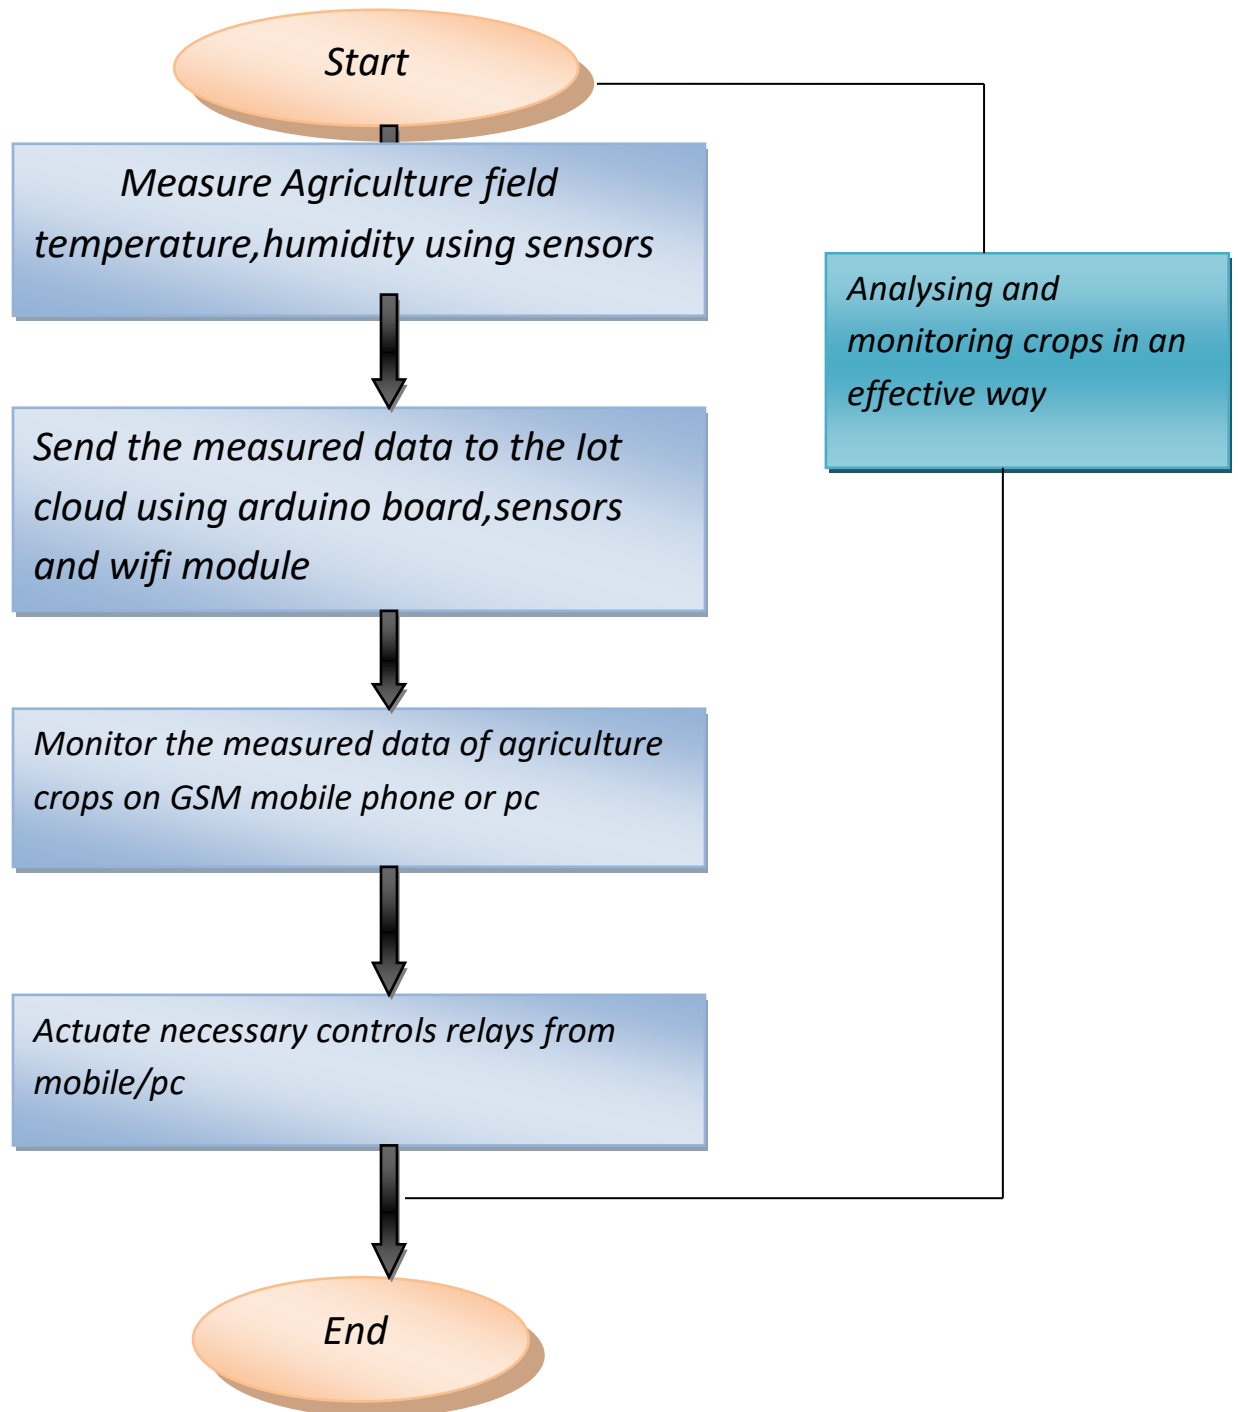 Start
Measure Agriculture field
temperature,humidity using sensors
Analysing and
monitoring crops in an
effective way
Send the measured data to the Iot
cloud using arduino board,sensors
and wifi module
Monitor the measured data of agriculture
crops on GSM mobile phone or pc
Actuate necessary controls relays from
mobile/pc
End